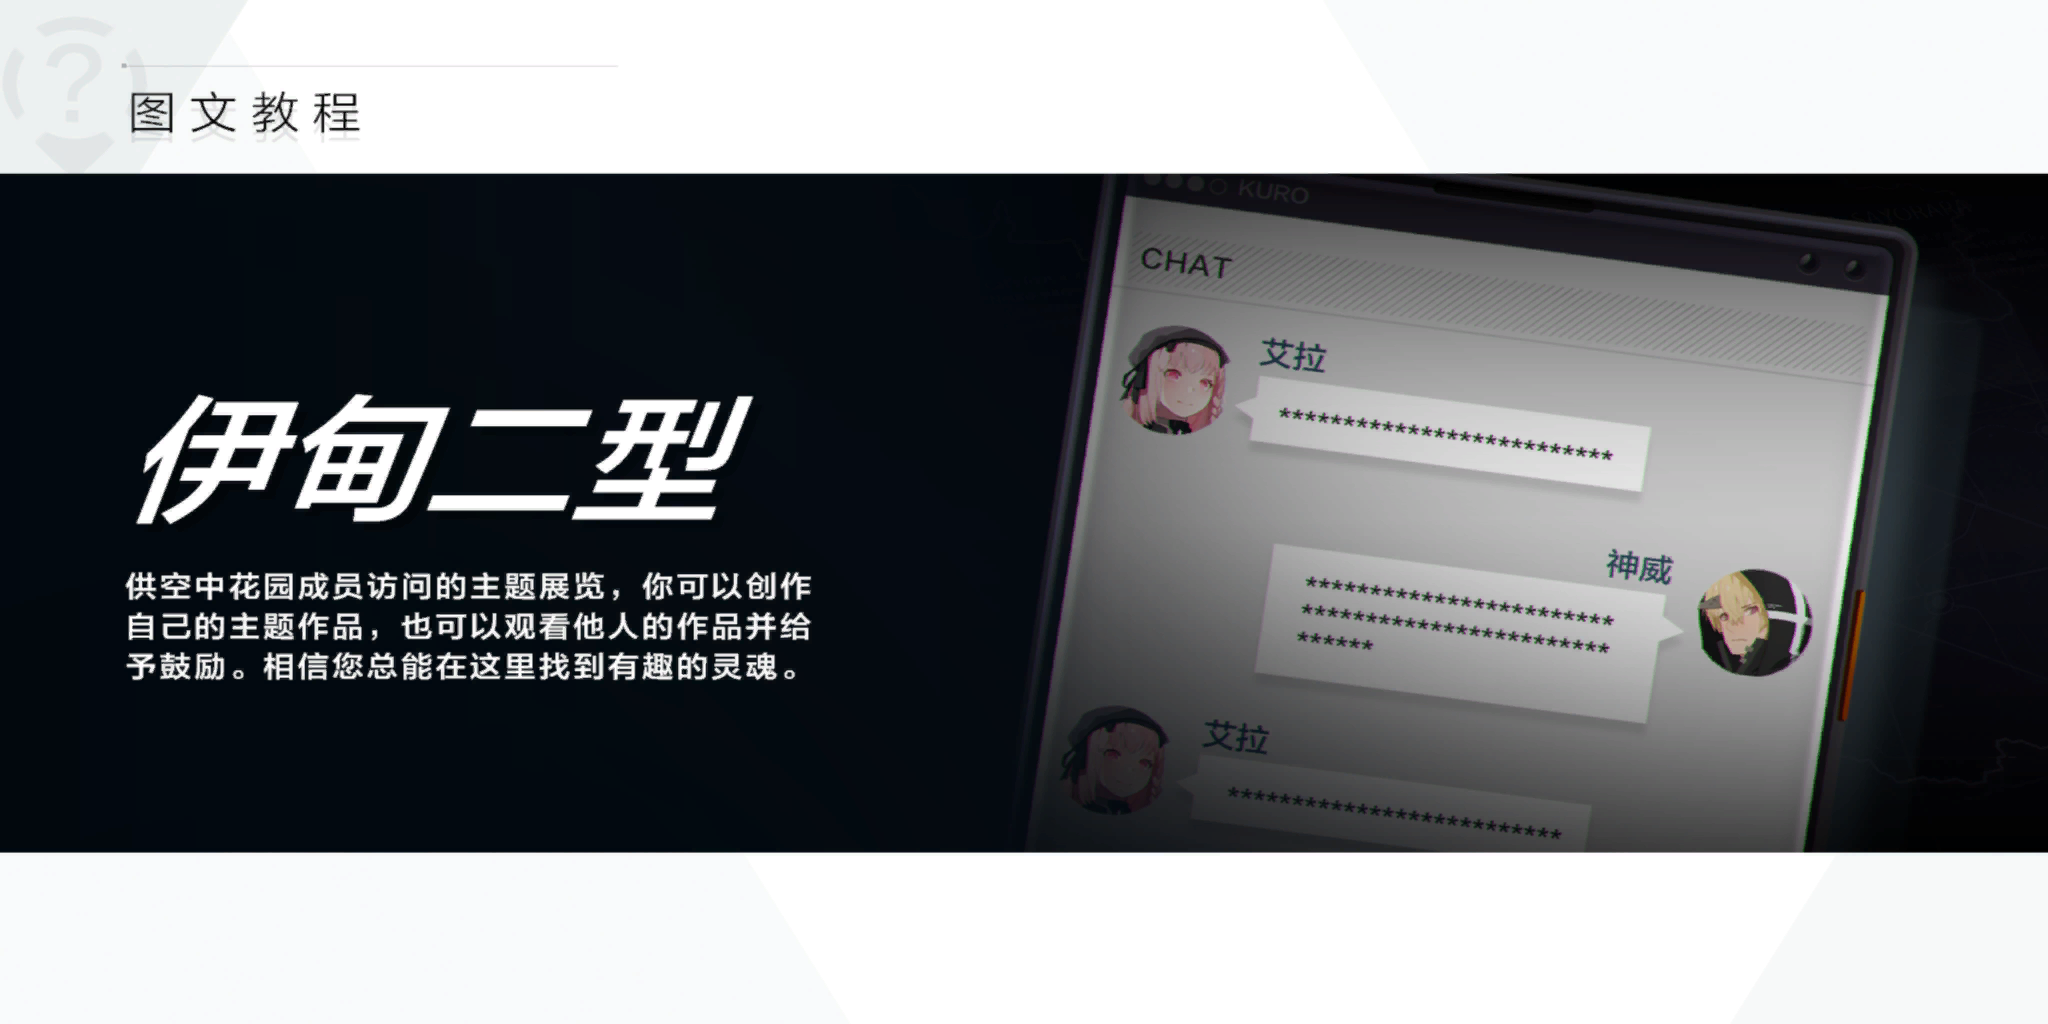 图文教程
伊甸二型
供空中花园成员访问的主题展览，你可以创作
自己的主题作品，也可以观看他人的作品并给
予鼓励。相信您总能在这里找到有趣的灵魂。
KURO
CHAT
艾拉
**************************
神威
************************
************************
******
艾拉
**************************